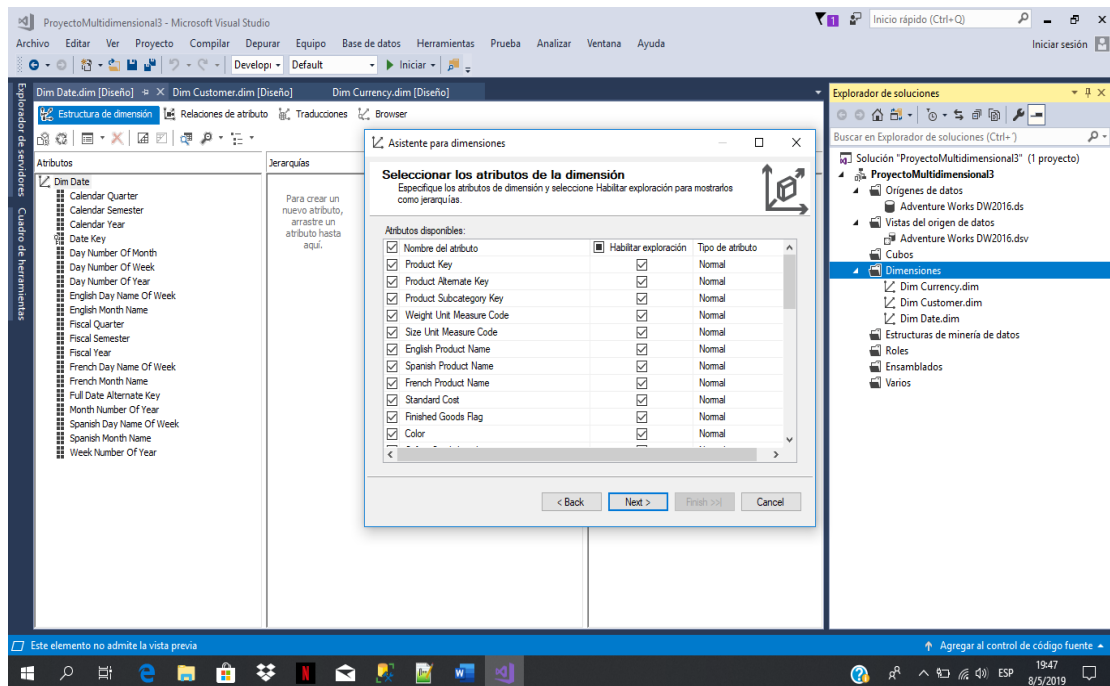 ProyectoMultidimensional3 - Microsoft Visual Studio
1
Inicio rápido (Ctrl+Q)
Archivo Editar Ver Proyecto Compilar Depurar Equipo Base de datos Herramientas Prueba Analizar Ventana Ayuda
Iniciar sesión
Developi Default Iniciar
Explorador de servidores
Cuadro de herramientas
Dim Date.dim [Diseño] Dim Customer.dim [Diseño] Dim Currency.dim [Diseño]
Estructura de dimensión Relaciones de atributo Traducciones Browser
Atributos
Dim Date
Calendar Quarter
Calendar Semester
Calendar Year
Date Key
Day Number Of Month
Day Number Of Week
Day Number Of Year
English Day Name Of Week
English Month Name
Fiscal Quarter
Fiscal Semester
Fiscal Year
French Day Name Of Week
French Month Name
Full Date Alternate Key
Month Number Of Year
Spanish Day Name Of Week
Spanish Month Name
Week Number Of Year
Jerarquías
Para crear un
nuevo atributo,
arrastre un
atributo hasta
aquí.
Asistente para dimensiones
Seleccionar los atributos de la dimensión
Especifique los atributos de dimensión y seleccione Habilitar exploración para mostrarlos
como jerarquías.
Atributos disponibles:
Nombre del atributo Habilitar exploración Tipo de atributo
Product Key Normal
Product Alternate Key Normal
Product Subcategory Key Normal
Weight Unit Measure Code Normal
Size Unit Measure Code Normal
English Product Name Normal
Spanish Product Name Normal
French Product Name Normal
Standard Cost Normal
Finished Goods Flag Normal
Color Normal
< Back Next > Finish >>| Cancel
Explorador de soluciones
Buscar en Explorador de soluciones (Ctrl+´)
Solución "ProyectoMultidimensional3" (1 proyecto)
ProyectoMultidimensional3
Orígenes de datos
Adventure Works DW2016.ds
Vistas del origen de datos
Adventure Works DW2016.dsv
Cubos
Dimensiones
Dim Currency.dim
Dim Customer.dim
Dim Date.dim
Estructuras de minería de datos
Roles
Ensamblados
Varios
Este elemento no admite la vista previa
Agregar al control de código fuente
ESP
19:47
8/5/2019